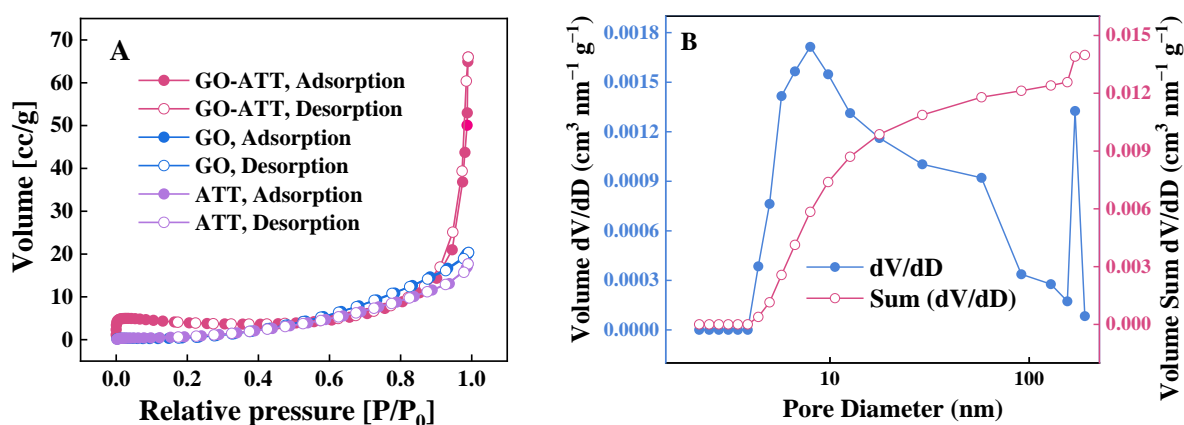 A
70
60
50
40
30
20
10
0
Volume [cc/g]
GO-ATT, Adsorption
GO-ATT, Desorption
GO, Adsorption
GO, Desorption
ATT, Adsorption
ATT, Desorption
0.0 0.2 0.4 0.6 0.8 1.0
Relative pressure [P/P₀]
B
0.0018
0.0015
0.0012
0.0009
0.0006
0.0003
0.0000
Volume dV/dD (cm³ nm⁻¹ g⁻¹)
dV/dD
Sum (dV/dD)
10 100
Pore Diameter (nm)
0.015
0.012
0.009
0.006
0.003
0.000
Volume Sum dV/dD (cm³ nm⁻¹ g⁻¹)